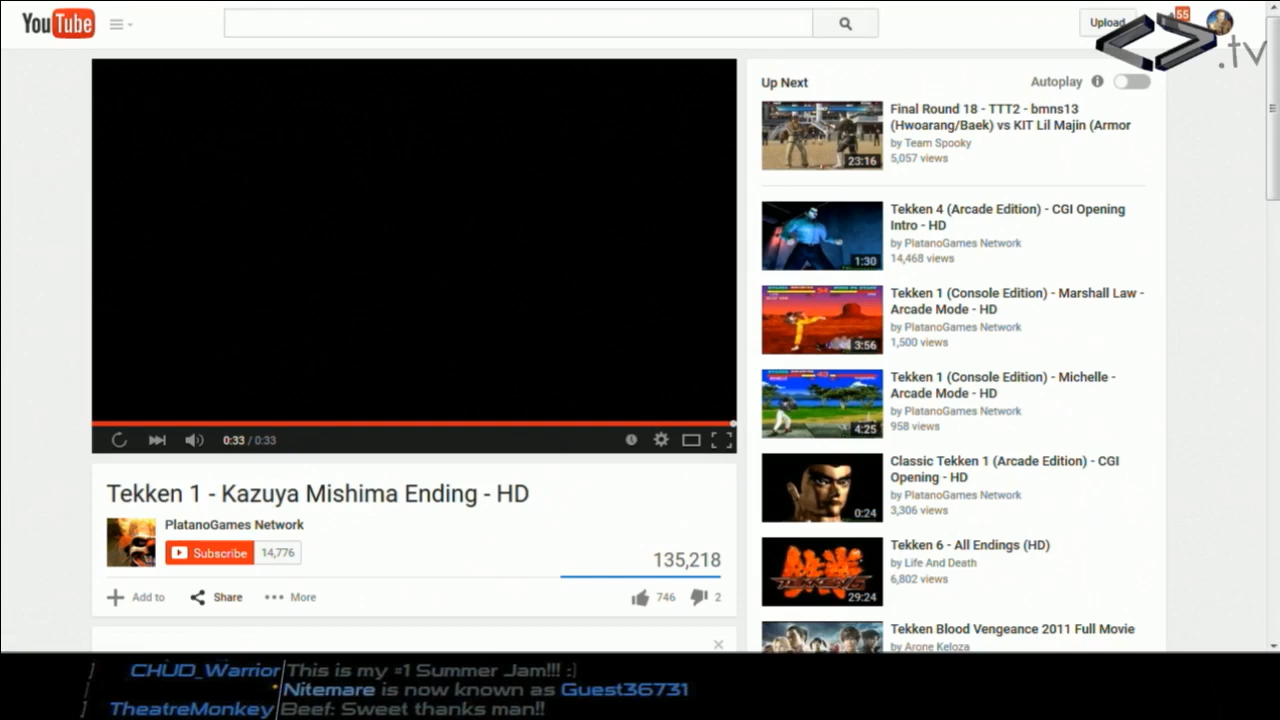 YouTube
Upload
55
.tv
Up Next
Autoplay
Final Round 18 - TTT2 - bmns13
(Hwoarang/Baek) vs KIT Lil Majin (Armor
by Team Spooky
5,057 views
23:16
Tekken 4 (Arcade Edition) - CGI Opening
Intro - HD
by PlatanoGames Network
14,468 views
1:30
Tekken 1 (Console Edition) - Marshall Law -
Arcade Mode - HD
by PlatanoGames Network
1,500 views
3:56
Tekken 1 (Console Edition) - Michelle -
Arcade Mode - HD
by PlatanoGames Network
958 views
4:25
Classic Tekken 1 (Arcade Edition) - CGI
Opening - HD
by PlatanoGames Network
3,306 views
0:24
Tekken 6 - All Endings (HD)
by Life And Death
6,802 views
TEKKEN 6
29:24
Tekken Blood Vengeance 2011 Full Movie
by Arone Keloza
0:33 / 0:33
Tekken 1 - Kazuya Mishima Ending - HD
PlatanoGames Network
Subscribe 14,776
135,218
Add to Share More 746 2
CHUD_Warrior This is my #1 Summer Jam!!! :)
* Nitemare is now known as Guest36731
TheatreMonkey Beef: Sweet thanks man!!